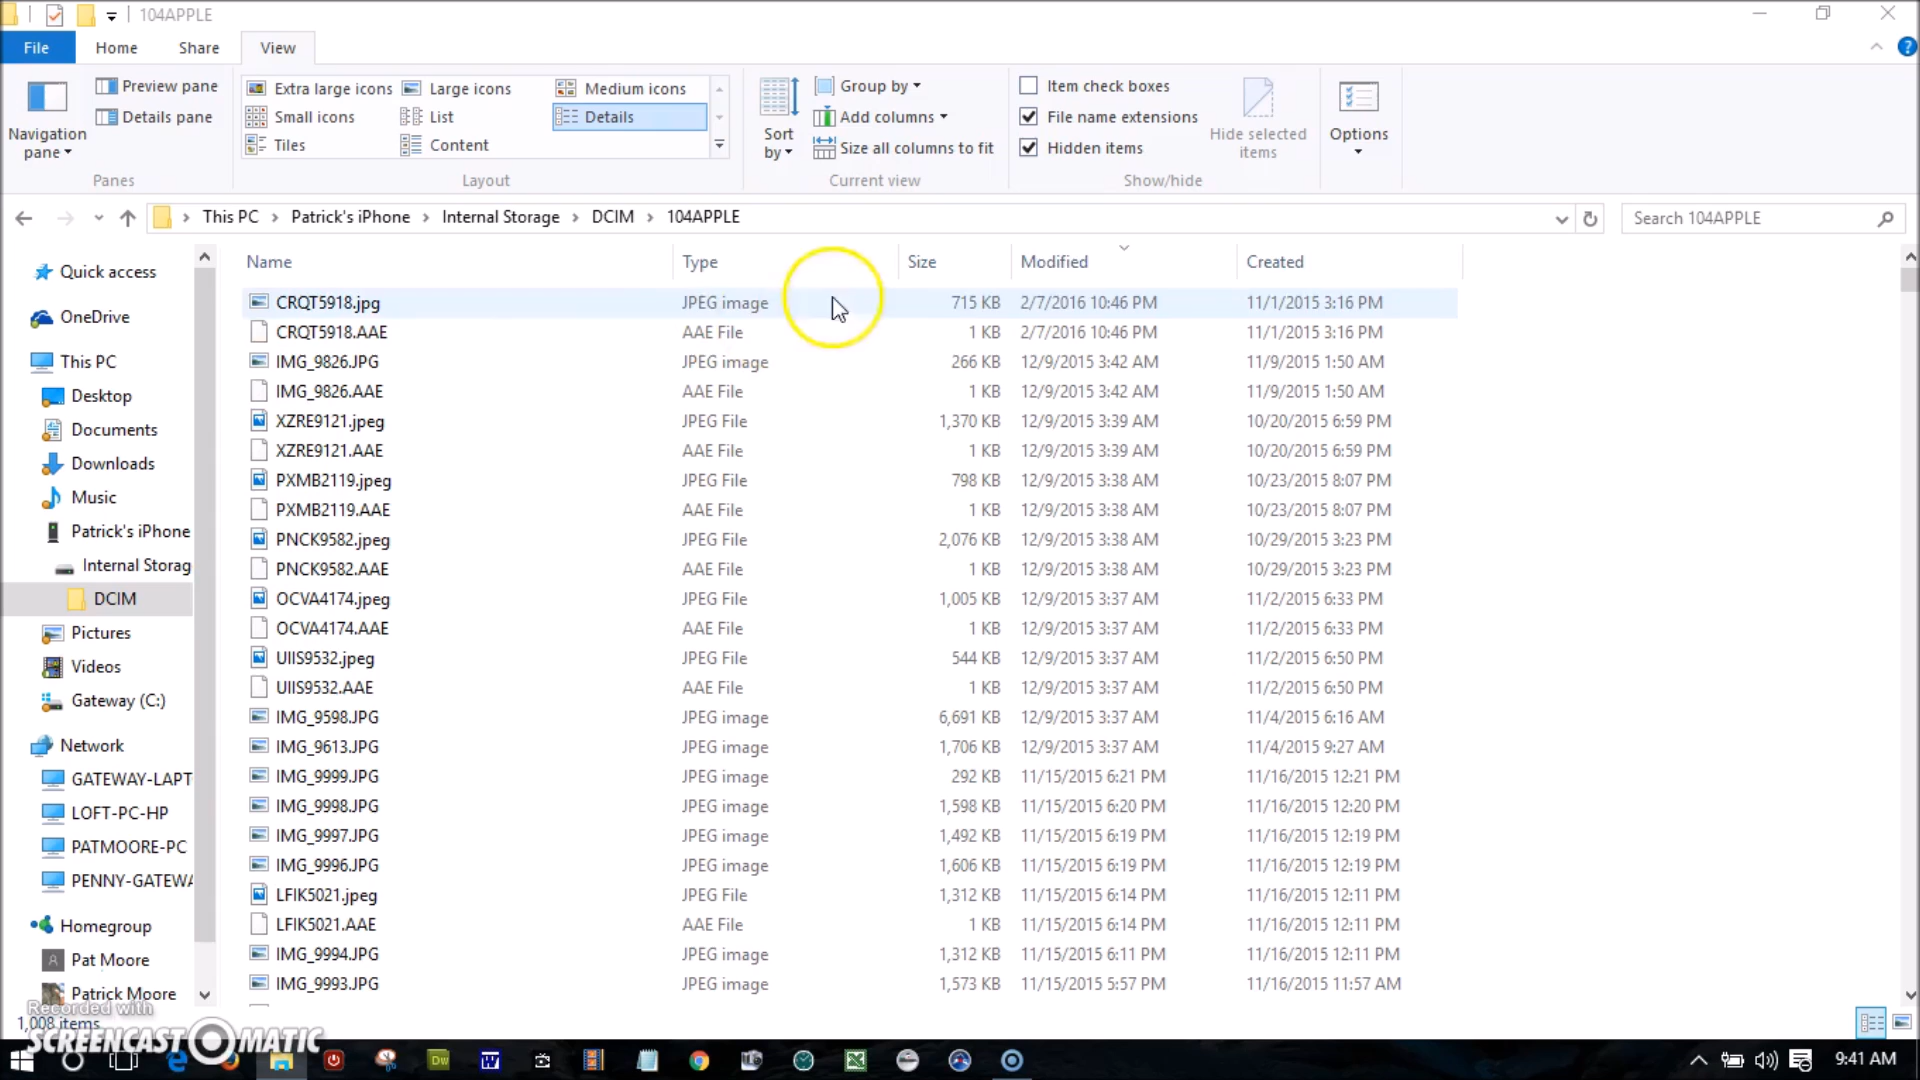 104APPLE
File Home Share View
Navigation pane
Preview pane
Details pane
Panes
Extra large icons Large icons Medium icons
Small icons List Details
Tiles Content
Layout
Sort by
Group by
Add columns
Size all columns to fit
Current view
Item check boxes
File name extensions
Hidden items
Hide selected items
Show/hide
Options
This PC Patrick's iPhone Internal Storage DCIM 104APPLE
Search 104APPLE
Quick access
OneDrive
This PC
Desktop
Documents
Downloads
Music
Patrick's iPhone
Internal Storag
DCIM
Pictures
Videos
Gateway (C:)
Network
GATEWAY-LAPT
LOFT-PC-HP
PATMOORE-PC
PENNY-GATEWA
Homegroup
Pat Moore
Patrick Moore
Name Type Size Modified Created
CRQT5918.jpg JPEG image 715 KB 2/7/2016 10:46 PM 11/1/2015 3:16 PM
CRQT5918.AAE AAE File 1 KB 2/7/2016 10:46 PM 11/1/2015 3:16 PM
IMG_9826.JPG JPEG image 266 KB 12/9/2015 3:42 AM 11/9/2015 1:50 AM
IMG_9826.AAE AAE File 1 KB 12/9/2015 3:42 AM 11/9/2015 1:50 AM
XZRE9121.jpeg JPEG File 1,370 KB 12/9/2015 3:39 AM 10/20/2015 6:59 PM
XZRE9121.AAE AAE File 1 KB 12/9/2015 3:39 AM 10/20/2015 6:59 PM
PXMB2119.jpeg JPEG File 798 KB 12/9/2015 3:38 AM 10/23/2015 8:07 PM
PXMB2119.AAE AAE File 1 KB 12/9/2015 3:38 AM 10/23/2015 8:07 PM
PNCK9582.jpeg JPEG File 2,076 KB 12/9/2015 3:38 AM 10/29/2015 3:23 PM
PNCK9582.AAE AAE File 1 KB 12/9/2015 3:38 AM 10/29/2015 3:23 PM
OCVA4174.jpeg JPEG File 1,005 KB 12/9/2015 3:37 AM 11/2/2015 6:33 PM
OCVA4174.AAE AAE File 1 KB 12/9/2015 3:37 AM 11/2/2015 6:33 PM
UIIS9532.jpeg JPEG File 544 KB 12/9/2015 3:37 AM 11/2/2015 6:50 PM
UIIS9532.AAE AAE File 1 KB 12/9/2015 3:37 AM 11/2/2015 6:50 PM
IMG_9598.JPG JPEG image 6,691 KB 12/9/2015 3:37 AM 11/4/2015 6:16 AM
IMG_9613.JPG JPEG image 1,706 KB 12/9/2015 3:37 AM 11/4/2015 9:27 AM
IMG_9999.JPG JPEG image 292 KB 11/15/2015 6:21 PM 11/16/2015 12:21 PM
IMG_9998.JPG JPEG image 1,598 KB 11/15/2015 6:20 PM 11/16/2015 12:20 PM
IMG_9997.JPG JPEG image 1,492 KB 11/15/2015 6:19 PM 11/16/2015 12:19 PM
IMG_9996.JPG JPEG image 1,606 KB 11/15/2015 6:19 PM 11/16/2015 12:19 PM
LFIK5021.jpeg JPEG File 1,312 KB 11/15/2015 6:14 PM 11/16/2015 12:11 PM
LFIK5021.AAE AAE File 1 KB 11/15/2015 6:14 PM 11/16/2015 12:11 PM
IMG_9994.JPG JPEG image 1,312 KB 11/15/2015 6:11 PM 11/16/2015 12:11 PM
IMG_9993.JPG JPEG image 1,573 KB 11/15/2015 5:57 PM 11/16/2015 11:57 AM
Recorded with
1,008 items
SCREENCAST MATIC
Dw
9:41 AM